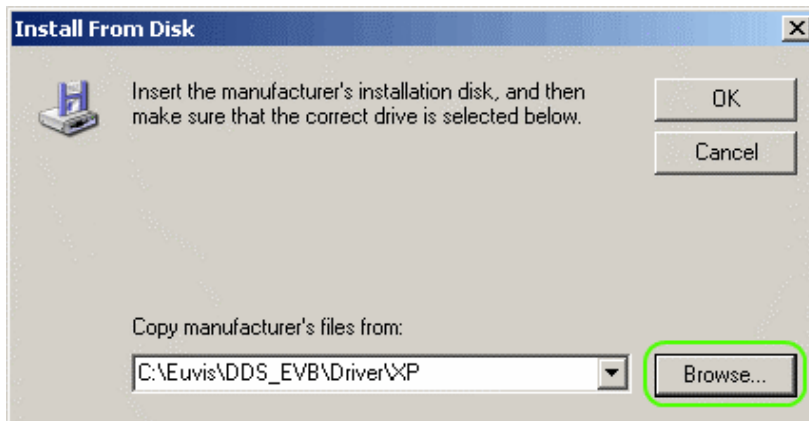 Install From Disk
Insert the manufacturer's installation disk, and then
make sure that the correct drive is selected below.
OK
Cancel
Copy manufacturer's files from:
C:\Euvis\DDS_EVB\Driver\XP
Browse...